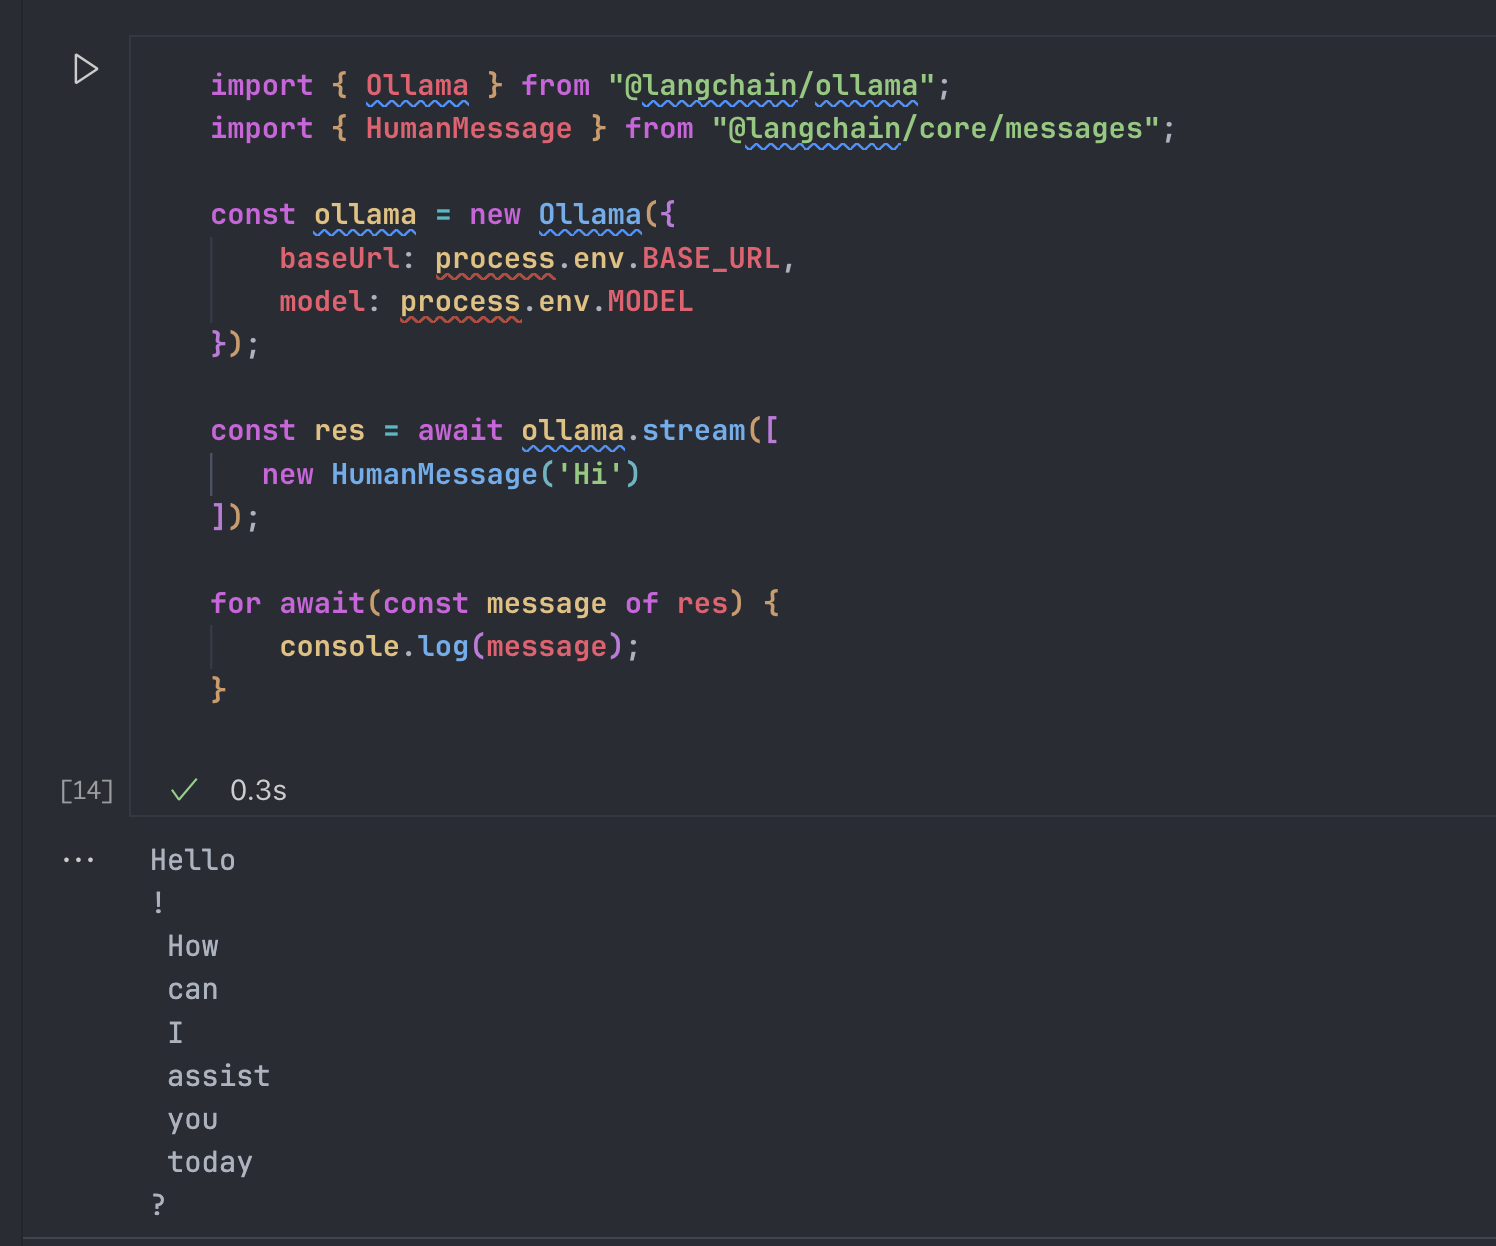 import { Ollama } from "@langchain/ollama";
import { HumanMessage } from "@langchain/core/messages";
const ollama = new Ollama({
    baseUrl: process.env.BASE_URL,
    model: process.env.MODEL
});
const res = await ollama.stream([
   new HumanMessage('Hi')
]);
for await(const message of res) {
    console.log(message);
}
[14] ✓ 0.3s
... Hello
!
 How
 can
 I
 assist
 you
 today
?